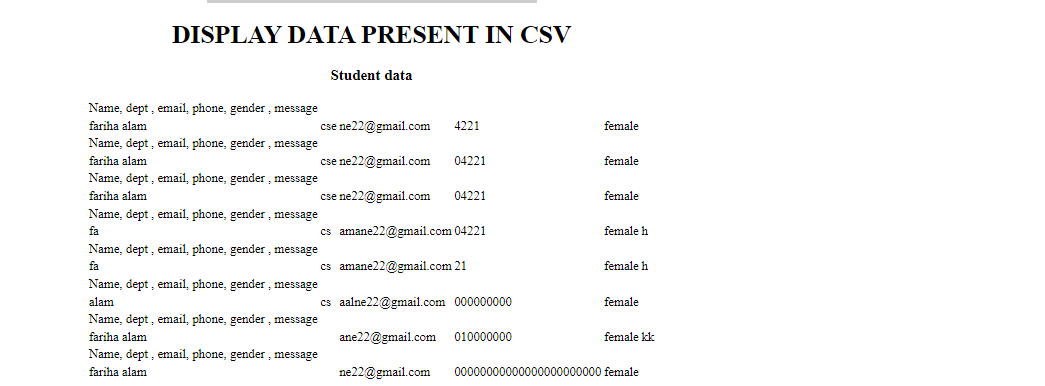 DISPLAY DATA PRESENT IN CSV
Student data
Name, dept , email, phone, gender , message
fariha alam cse ne22@gmail.com 4221 female
Name, dept , email, phone, gender , message
fariha alam cse ne22@gmail.com 04221 female
Name, dept , email, phone, gender , message
fariha alam cse ne22@gmail.com 04221 female
Name, dept , email, phone, gender , message
fa cs amane22@gmail.com 04221 female h
Name, dept , email, phone, gender , message
fa cs amane22@gmail.com 21 female h
Name, dept , email, phone, gender , message
alam cs aalne22@gmail.com 000000000 female
Name, dept , email, phone, gender , message
fariha alam ane22@gmail.com 010000000 female kk
Name, dept , email, phone, gender , message
fariha alam ne22@gmail.com 00000000000000000000000 female